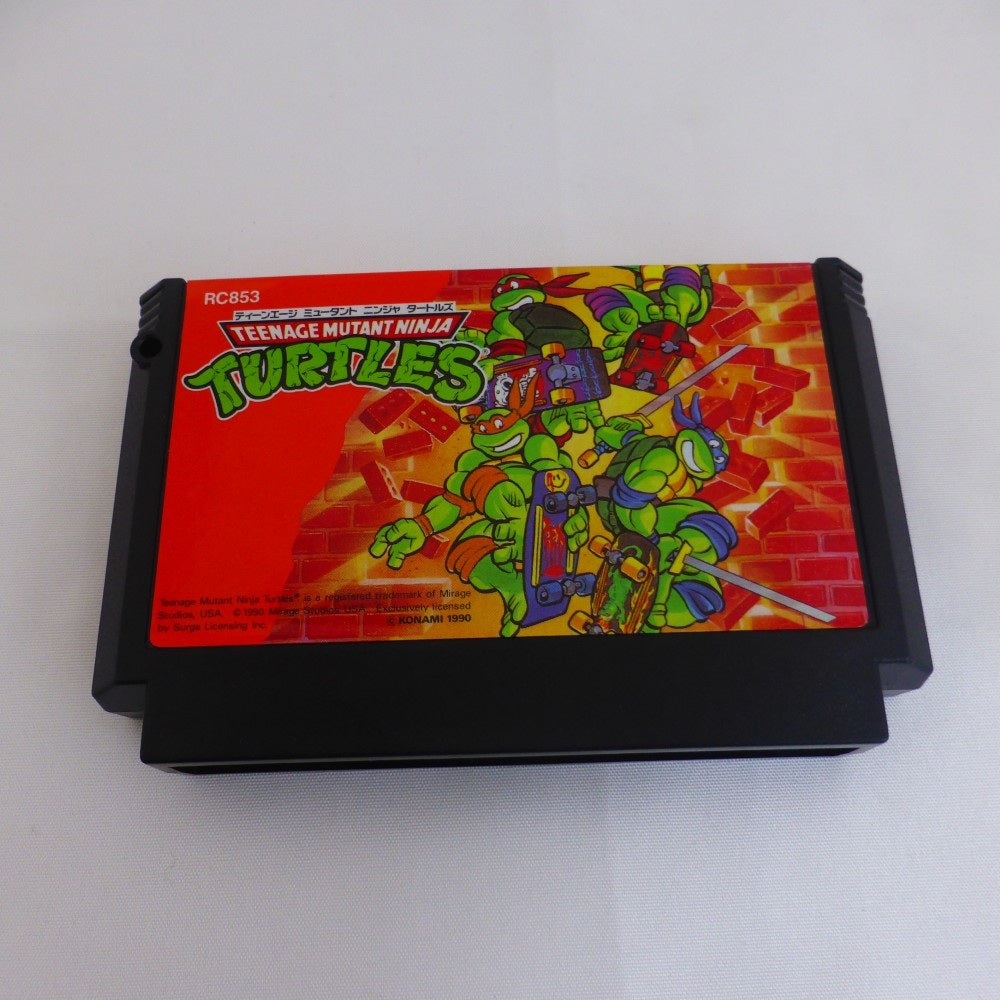 RC853
ティーンエージ ミュータント ニンジャ タートルズ
TEENAGE MUTANT NINJA
TURTLES
Teenage Mutant Ninja Turtles® is a registered trademark of Mirage
Studios, USA. © 1990 Mirage Studios USA. Exclusively licensed
by Surge Licensing Inc.
© KONAMI 1990